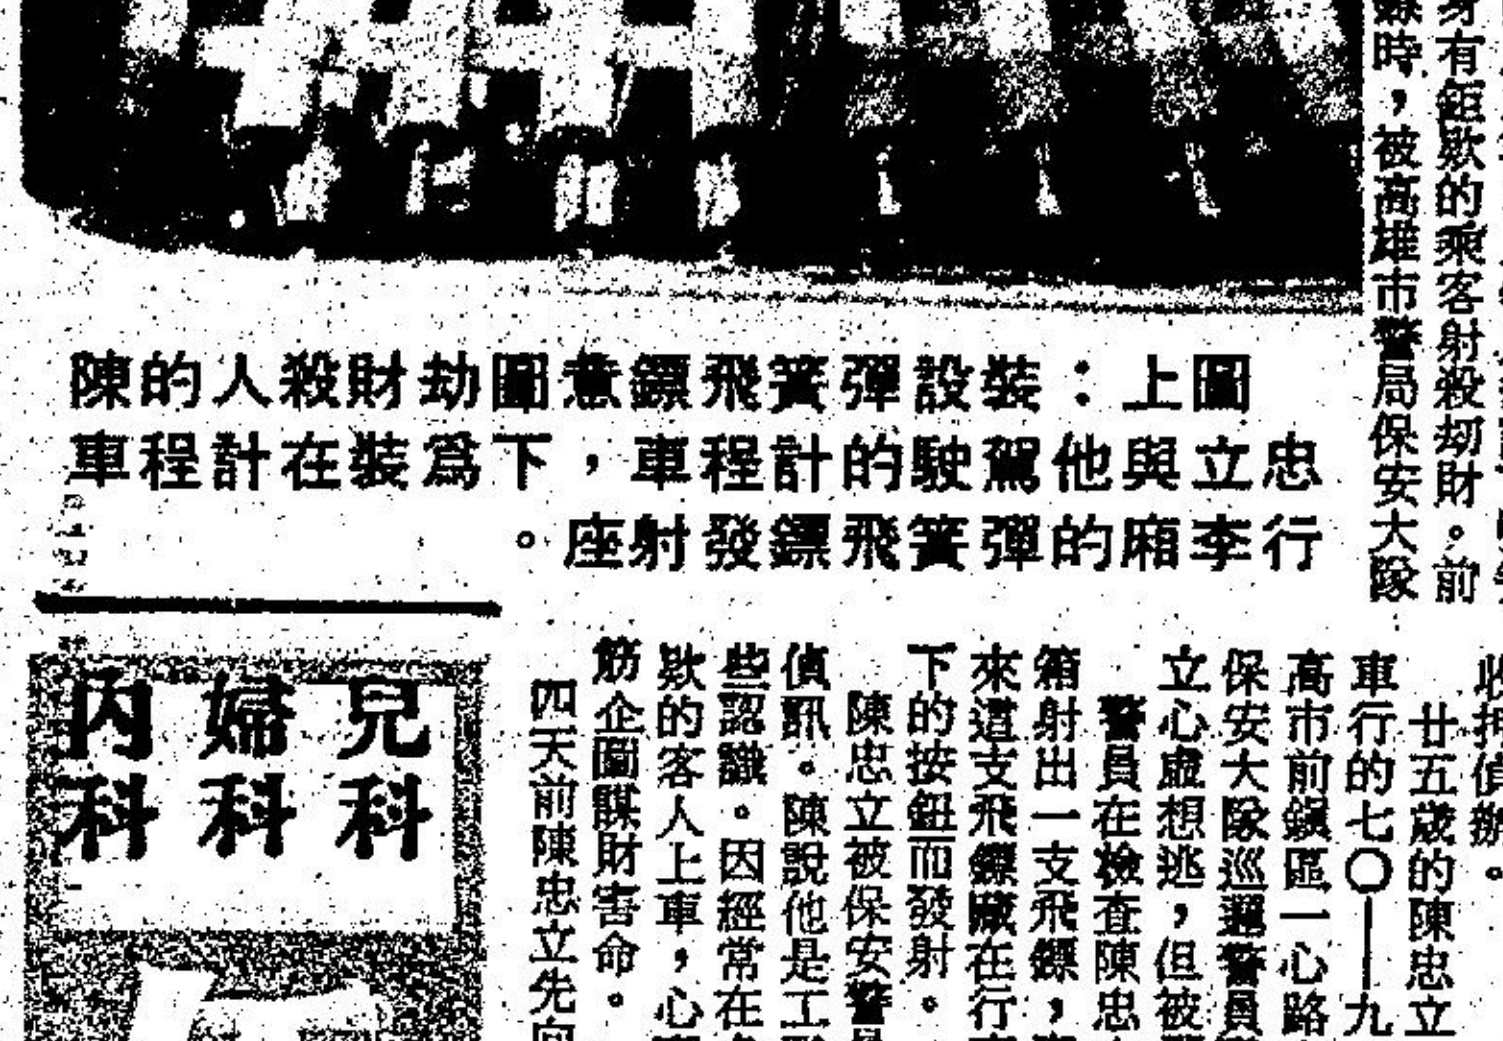 身有鉅款的乘客射殺劫財。前
時，被高雄市警局保安大隊
圖上：裝設彈簧飛鏢意圖劫財殺人的陳
忠立與他駕駛的計程車，下為裝在計程車
行李廂的彈簧飛鏢發射座。
收押偵辦。
廿五歲的陳忠立
車行的七〇—九
高市前鎮區一心路
保安大隊巡邏警員
立心虛想逃，但被
警員在檢查陳忠
箱射出一支飛鏢，
來這支飛鏢藏在行
下的按鈕而發射。
陳忠立被保安警
偵訊。陳說他是工
些認識。因經常在
款的客人上車，心
筋企圖謀財害命。
四天前陳忠立先向
兒科
婦科
內科